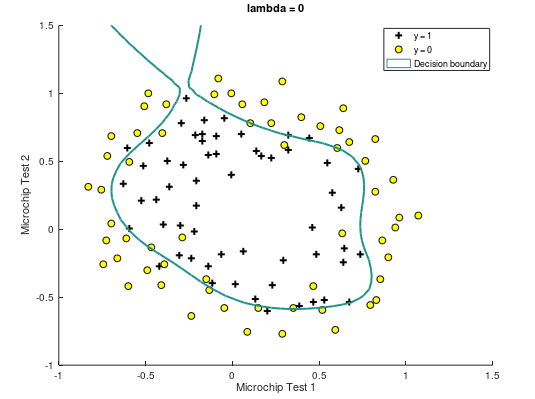 lambda = 0
y = 1
y = 0
Decision boundary
1.5
1
0.5
0
-0.5
-1
-1
-0.5
0
0.5
1
1.5
Microchip Test 2
Microchip Test 1